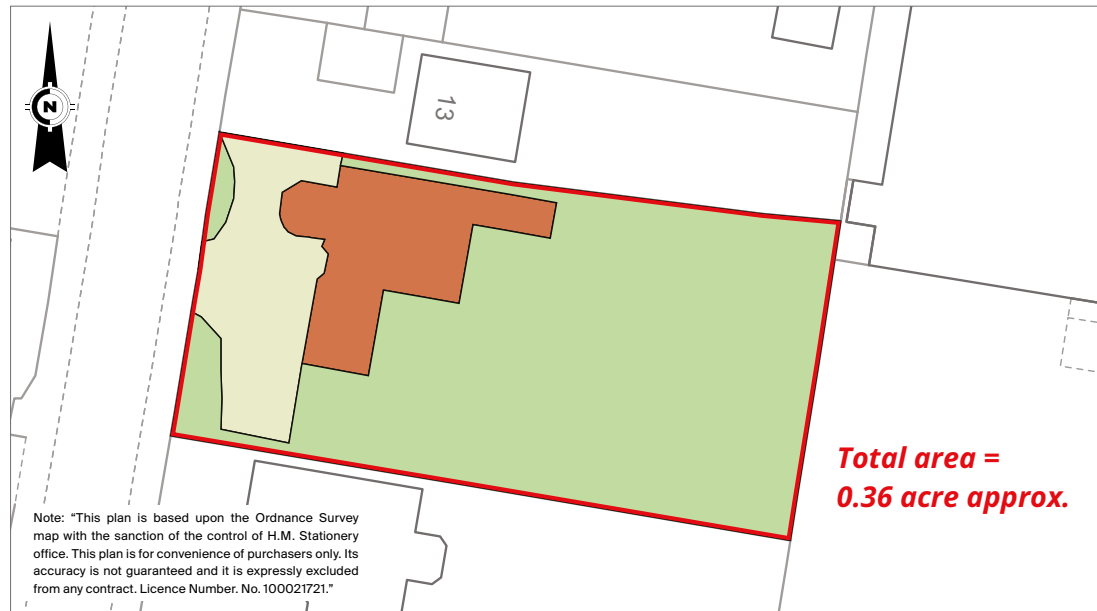 N
13
Total area =
0.36 acre approx.
Note: “This plan is based upon the Ordnance Survey
map with the sanction of the control of H.M. Stationery
office. This plan is for convenience of purchasers only. Its
accuracy is not guaranteed and it is expressly excluded
from any contract. Licence Number. No. 100021721.”